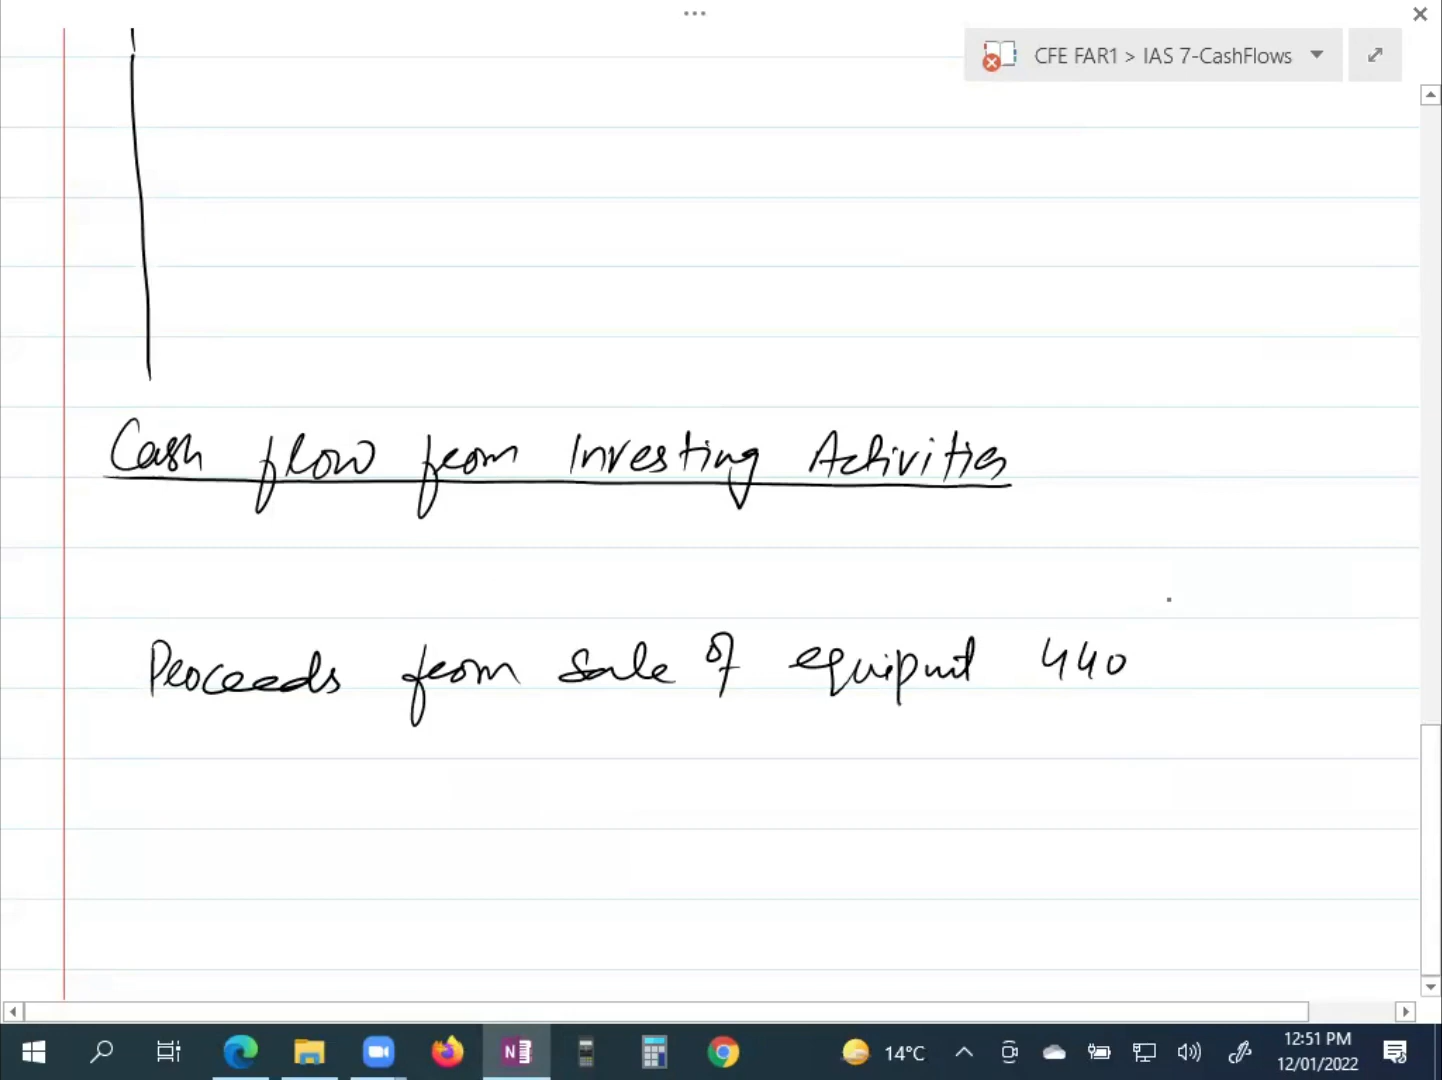 CFE FAR1 > IAS 7-CashFlows
Cash flow from Investing Activities
Proceeds from sale of equipmt 440
N
14°C
12:51 PM
12/01/2022